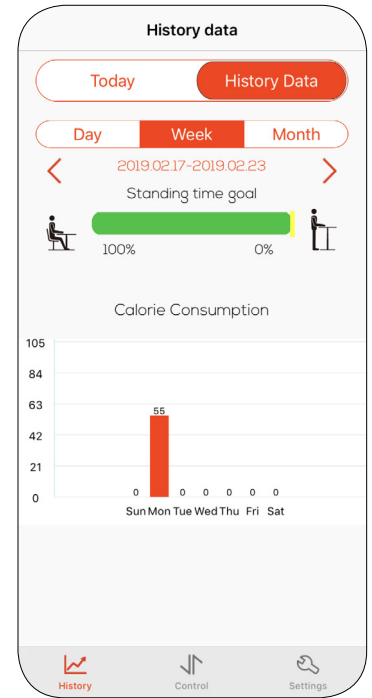 History data
Today History Data
Day Week Month
2019.02.17-2019.02.23
Standing time goal
100% 0%
Calorie Consumption
105
84
63
55
42
21
0
0 0 0 0 0 0
Sun Mon Tue Wed Thu Fri Sat
History Control Settings